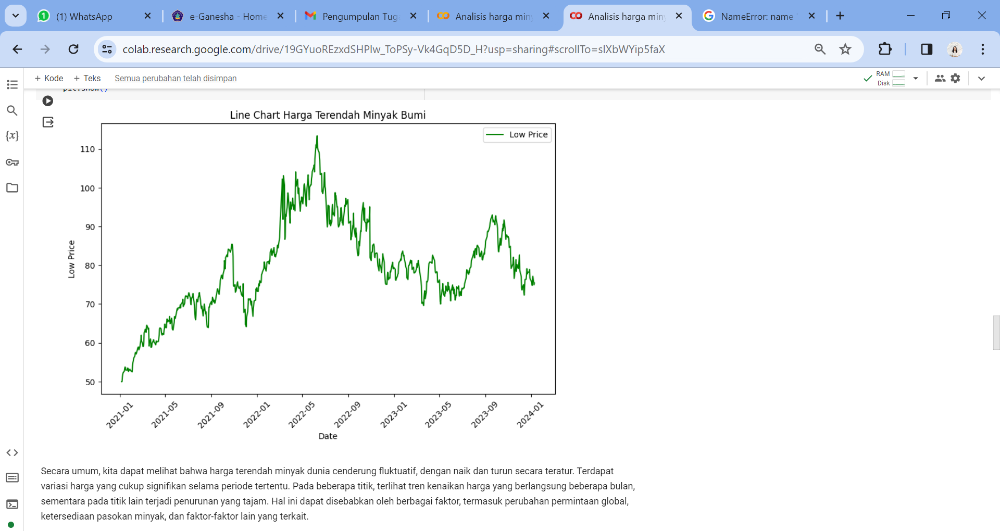 (1) WhatsApp
e-Ganesha - Home
Pengumpulan Tug
Analisis harga min
Analisis harga min
NameError: name '
colab.research.google.com/drive/19GYuoREzxdSHPlw_ToPSy-Vk4GqD5D_H?usp=sharing#scrollTo=slXbWYip5faX
+ Kode + Teks Semua perubahan telah disimpan
RAM
Disk
plt.show()
Line Chart Harga Terendah Minyak Bumi
Low Price
110
100
90
80
70
60
50
Low Price
2021-01
2021-05
2021-09
2022-01
2022-05
2022-09
2023-01
2023-05
2023-09
2024-01
Date
Secara umum, kita dapat melihat bahwa harga terendah minyak dunia cenderung fluktuatif, dengan naik dan turun secara teratur. Terdapat
variasi harga yang cukup signifikan selama periode tertentu. Pada beberapa titik, terlihat tren kenaikan harga yang berlangsung beberapa bulan,
sementara pada titik lain terjadi penurunan yang tajam. Hal ini dapat disebabkan oleh berbagai faktor, termasuk perubahan permintaan global,
ketersediaan pasokan minyak, dan faktor-faktor lain yang terkait.